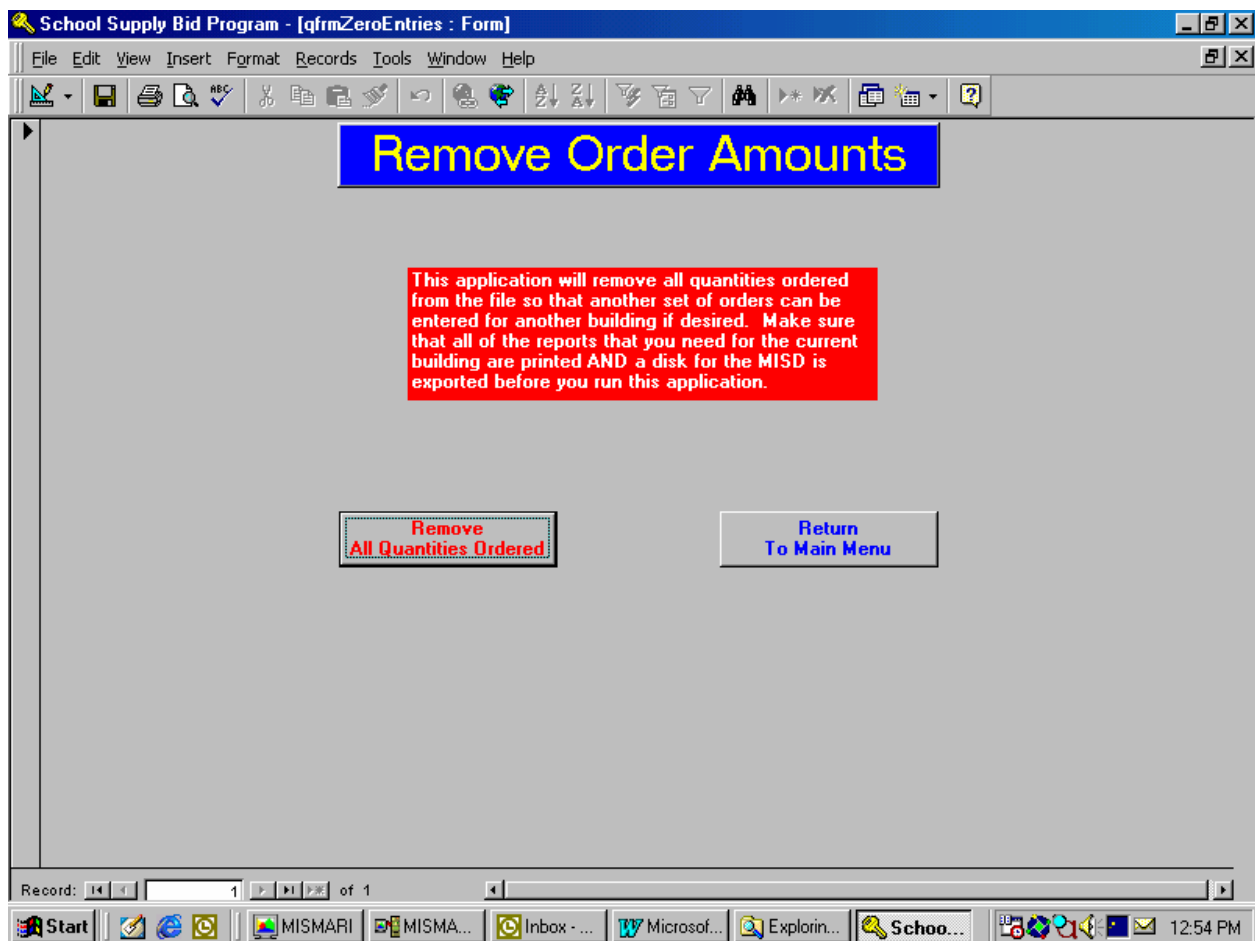 School Supply Bid Program - [qfrmZeroEntries : Form]
File Edit View Insert Format Records Tools Window Help
Remove Order Amounts
This application will remove all quantities ordered
from the file so that another set of orders can be
entered for another building if desired. Make sure
that all of the reports that you need for the current
building are printed AND a disk for the MISD is
exported before you run this application.
Remove
All Quantities Ordered
Return
To Main Menu
Record: 1 of 1
Start MISMARI MISMA... Inbox - ... Microsof... Explorin... Schoo... 12:54 PM